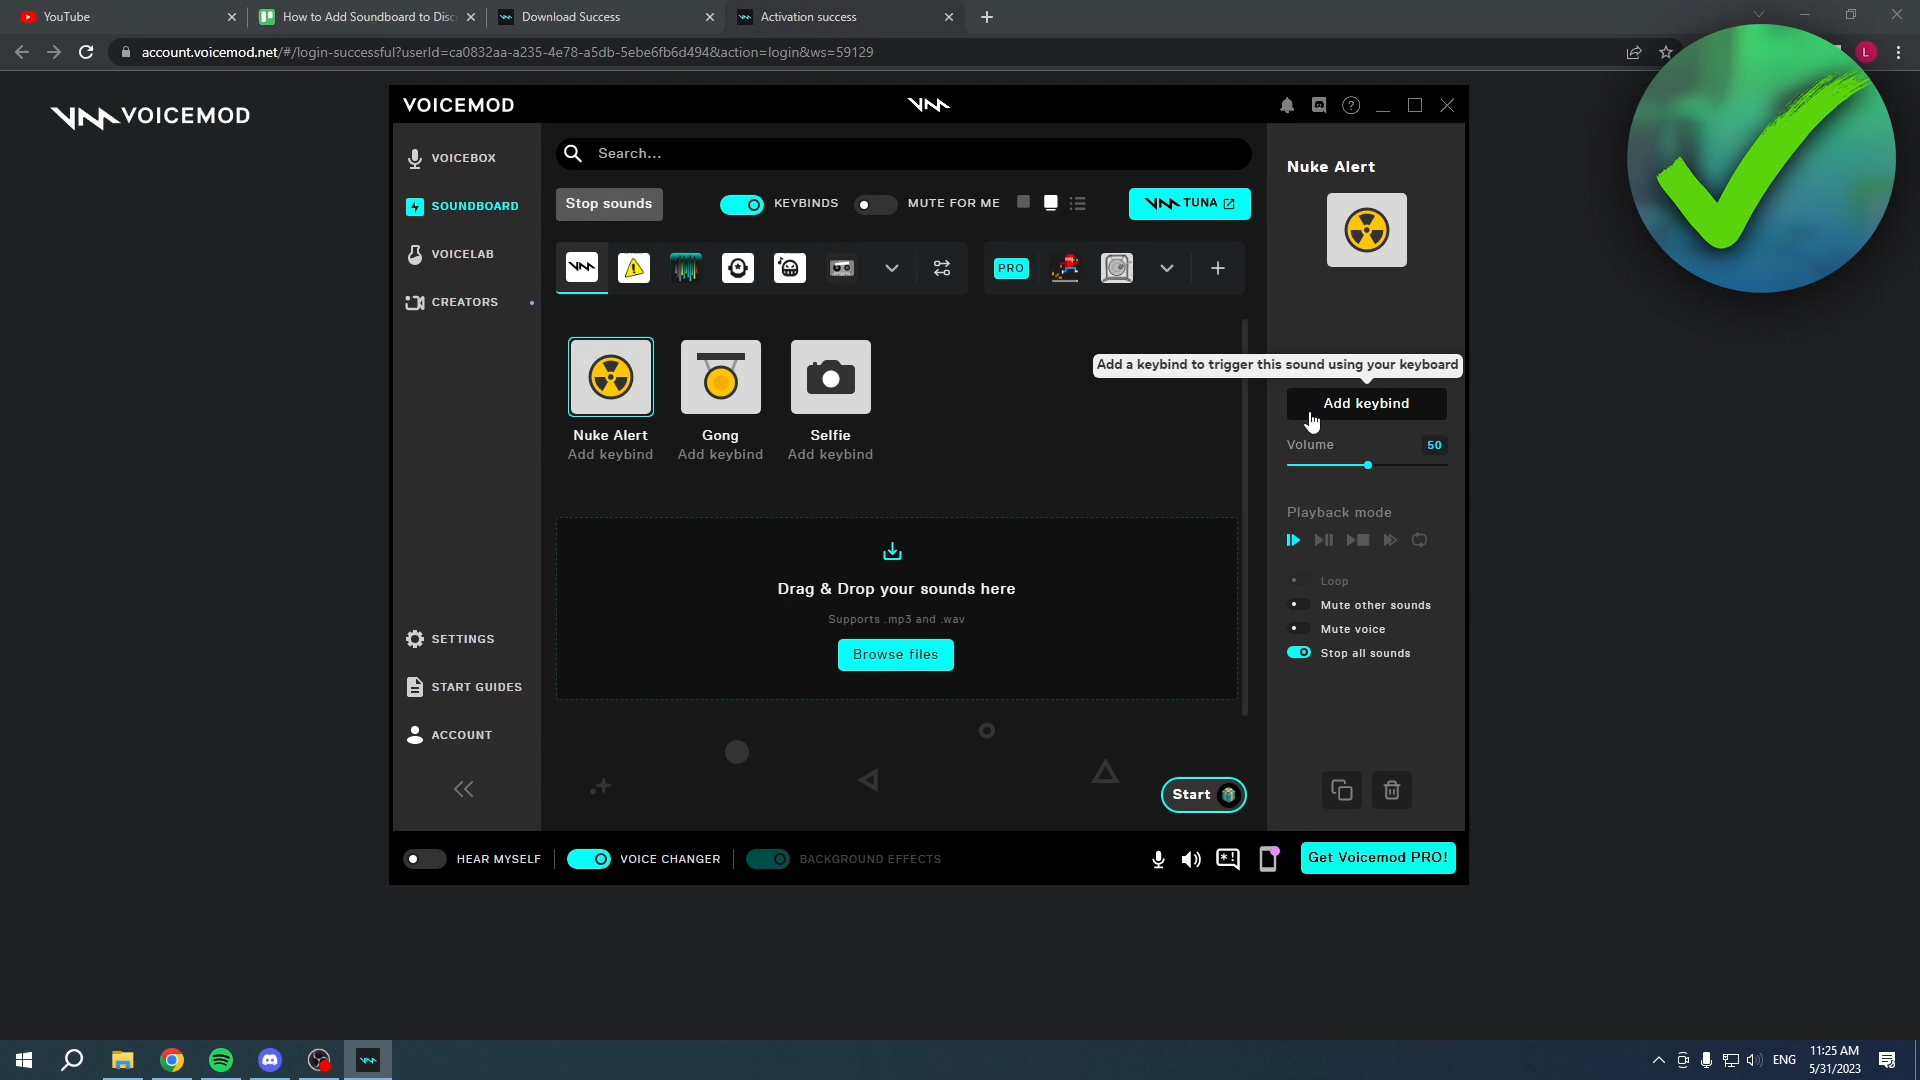 YouTube
How to Add Soundboard to Disc
Download Success
Activation success
account.voicemod.net/#/login-successful?userId=ca0832aa-a235-4e78-a5db-5ebe6fb6d494&action=login&ws=59129
L
VOICEMOD
VOICEMOD
VOICEBOX
SOUNDBOARD
VOICELAB
CREATORS
SETTINGS
START GUIDES
ACCOUNT
Search...
Stop sounds
KEYBINDS
MUTE FOR ME
TUNA
PRO
Nuke Alert
Add keybind
Gong
Add keybind
Selfie
Add keybind
Drag & Drop your sounds here
Supports .mp3 and .wav
Browse files
Start
Nuke Alert
Add a keybind to trigger this sound using your keyboard
Add keybind
Volume 50
Playback mode
Loop
Mute other sounds
Mute voice
Stop all sounds
HEAR MYSELF
VOICE CHANGER
BACKGROUND EFFECTS
Get Voicemod PRO!
ENG
11:25 AM
5/31/2023